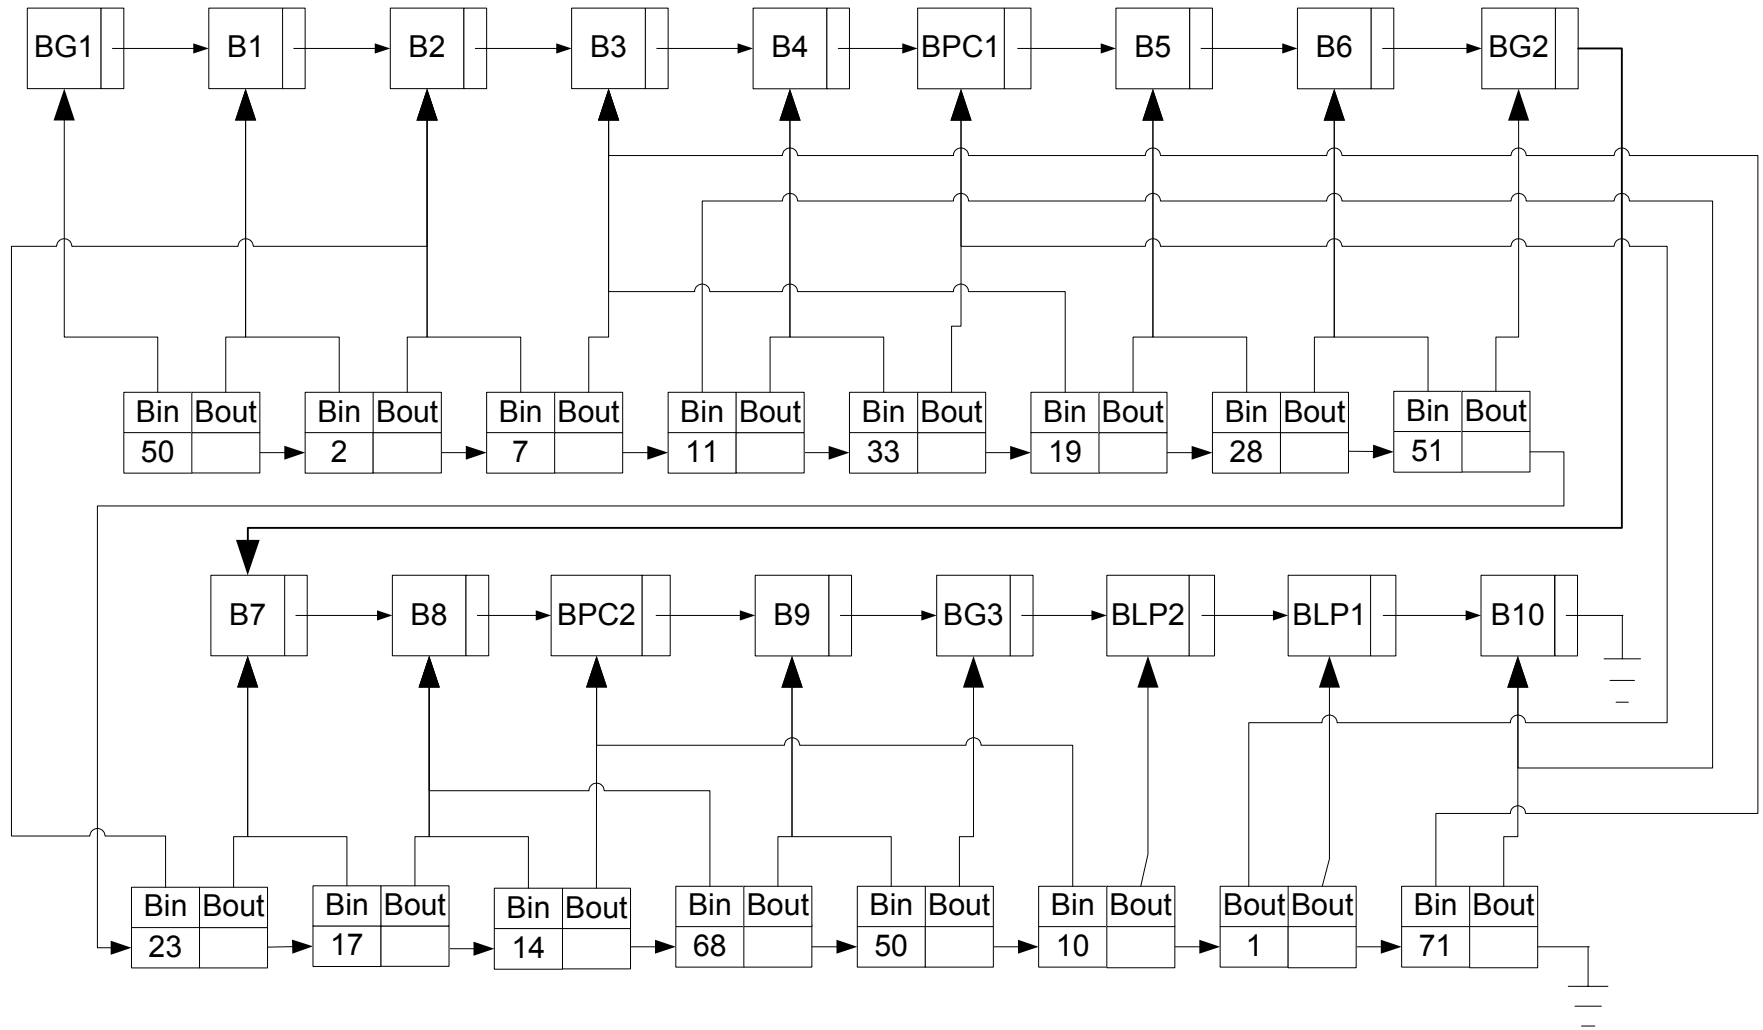 BG1 B1 B2 B3 B4 BPC1 B5 B6 BG2
Bin Bout Bin Bout Bin Bout Bin Bout Bin Bout Bin Bout Bin Bout Bin Bout
50 2 7 11 33 19 28 51
B7 B8 BPC2 B9 BG3 BLP2 BLP1 B10
Bin Bout Bin Bout Bin Bout Bin Bout Bin Bout Bin Bout Bout Bout Bin Bout
23 17 14 68 50 10 1 71